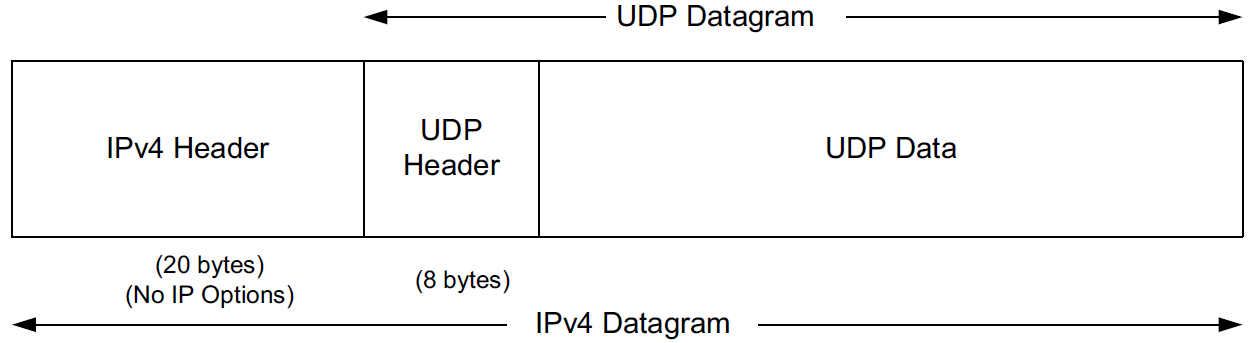 UDP Datagram
IPv4 Header
UDP
Header
UDP Data
(20 bytes)
(No IP Options)
(8 bytes)
IPv4 Datagram